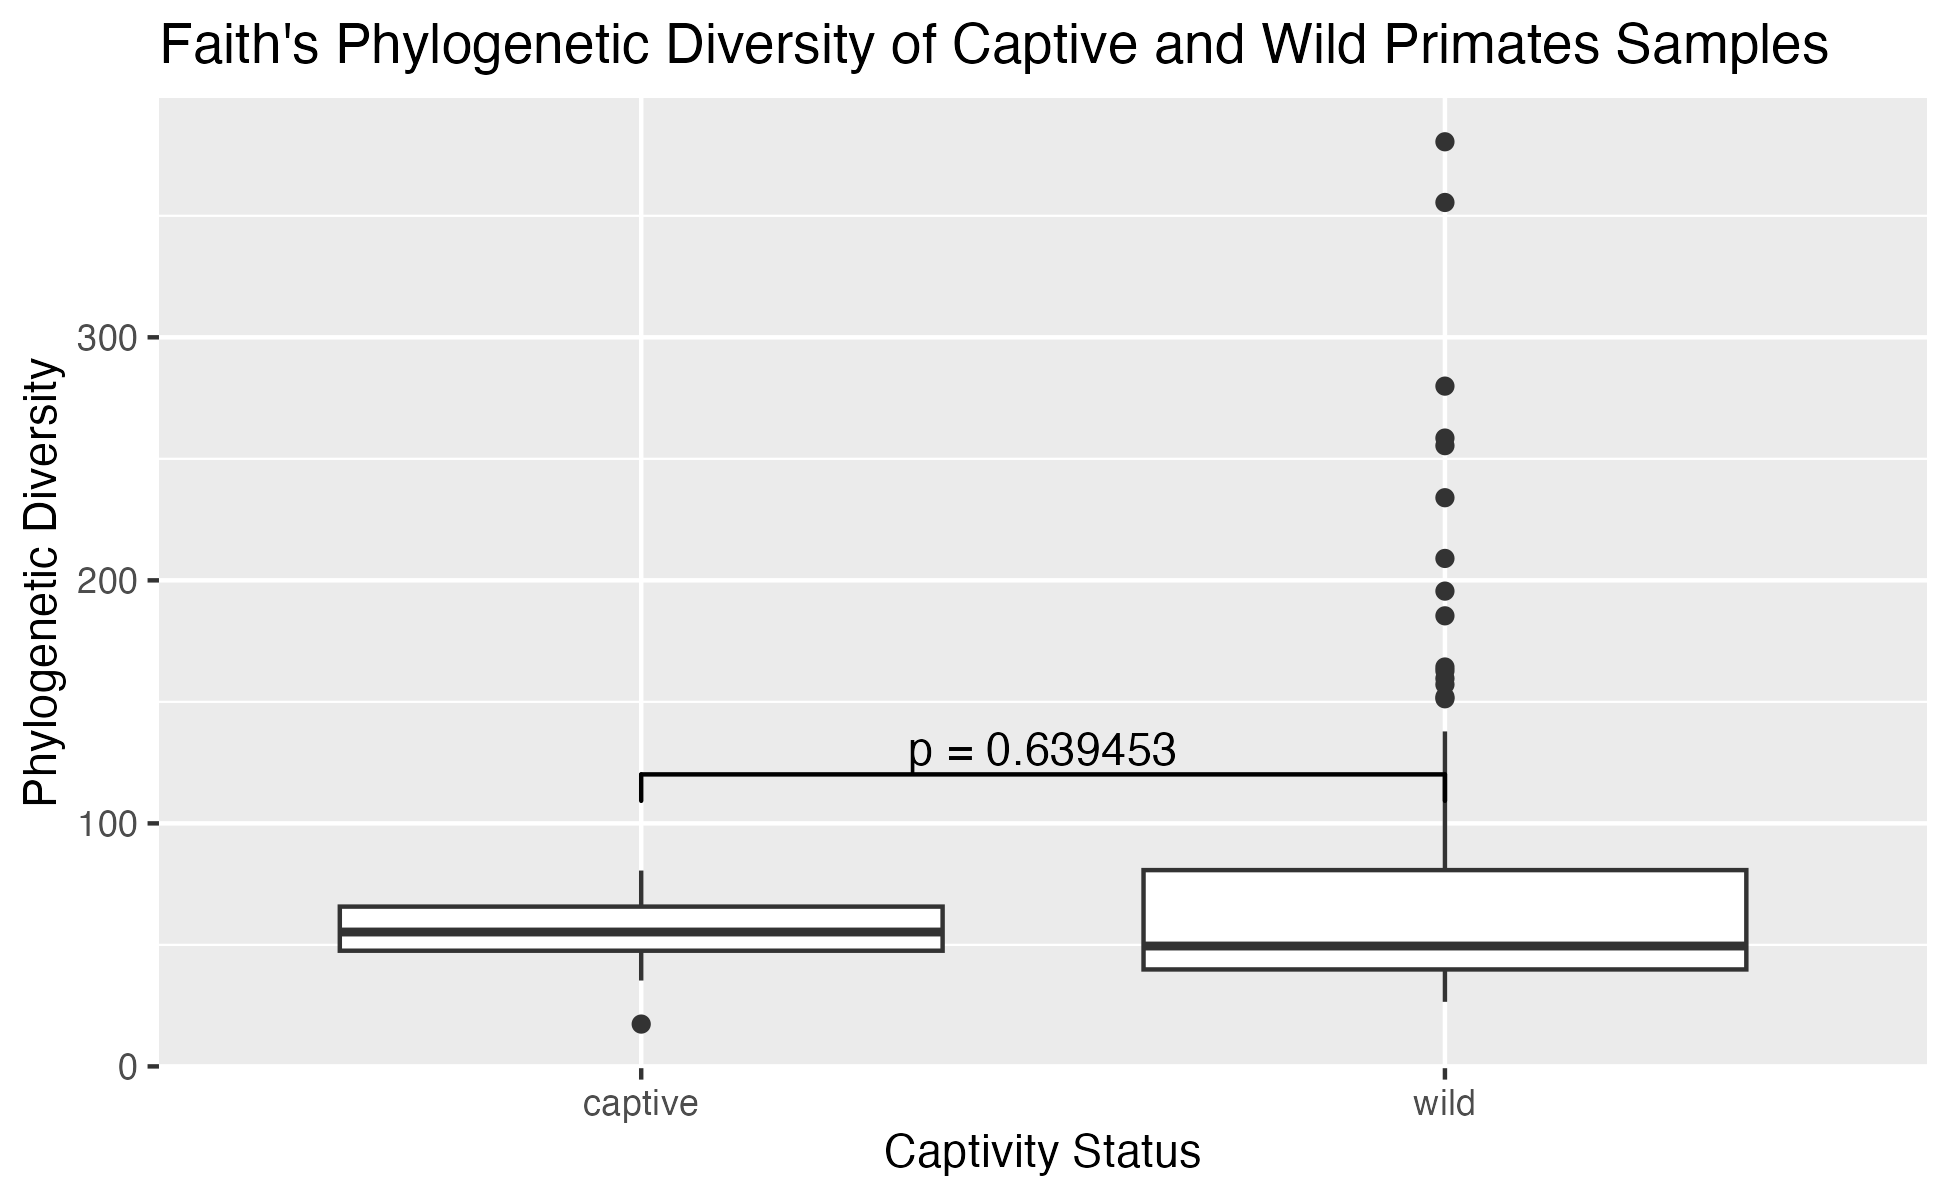 Faith's Phylogenetic Diversity of Captive and Wild Primates Samples
Phylogenetic Diversity
300
200
100
0
p = 0.639453
captive
wild
Captivity Status